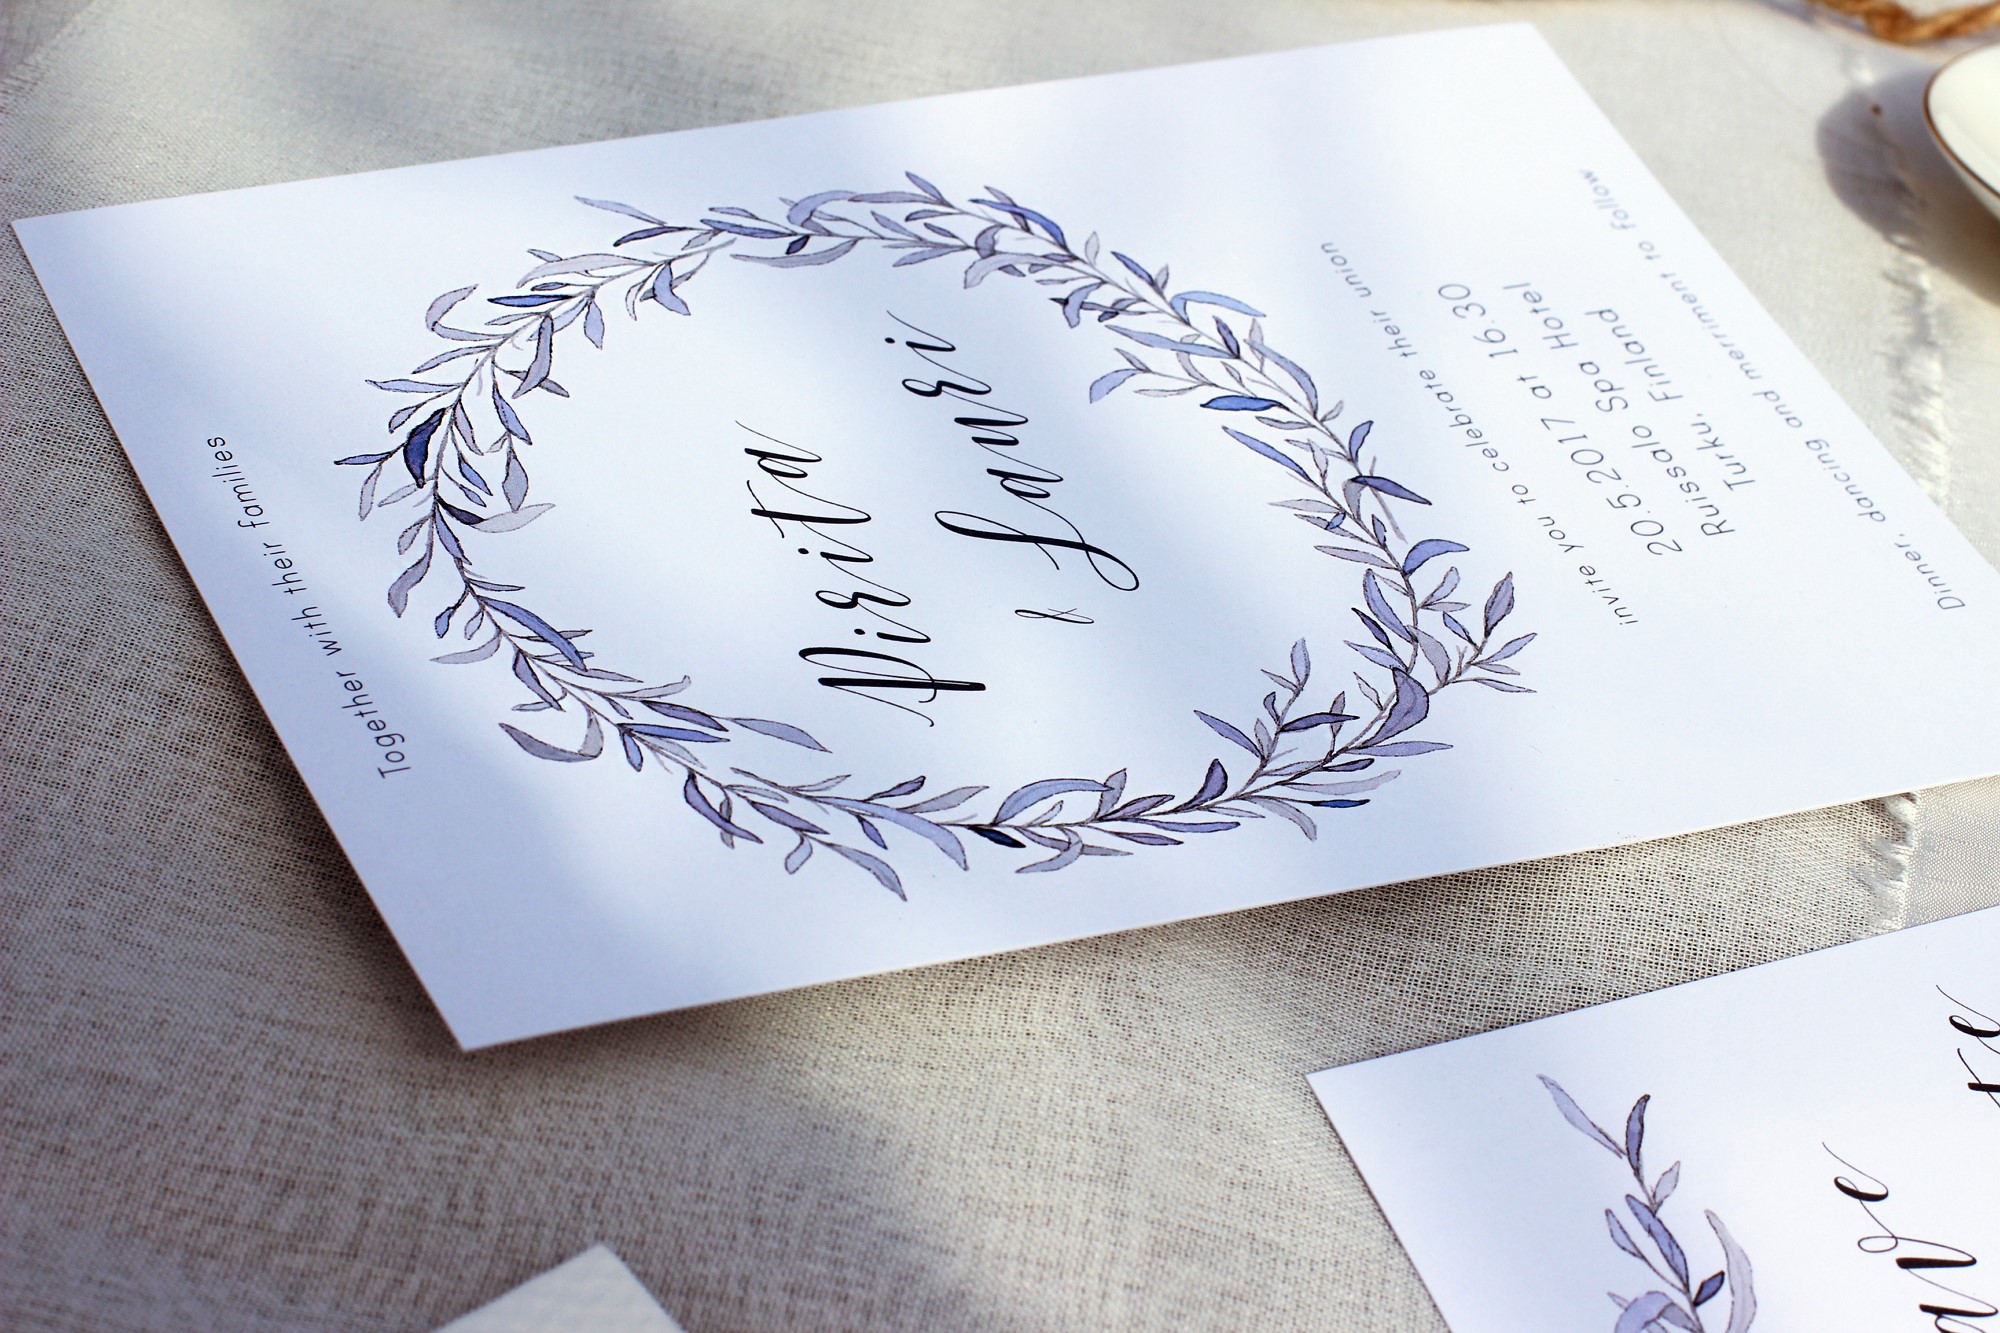 Together with their families
Pirita
& Lauri
invite you to celebrate their union
20.5.2017 at 16.30
Ruissalo Spa Hotel
Turku, Finland
Dinner, dancing and merriment to follow